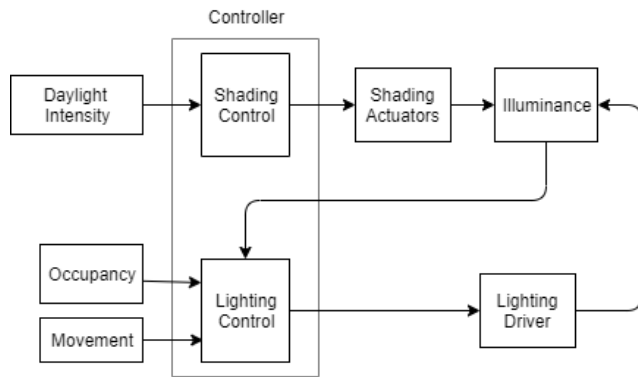 Controller
Daylight
Intensity
Shading
Control
Shading
Actuators
Illuminance
Occupancy
Movement
Lighting
Control
Lighting
Driver